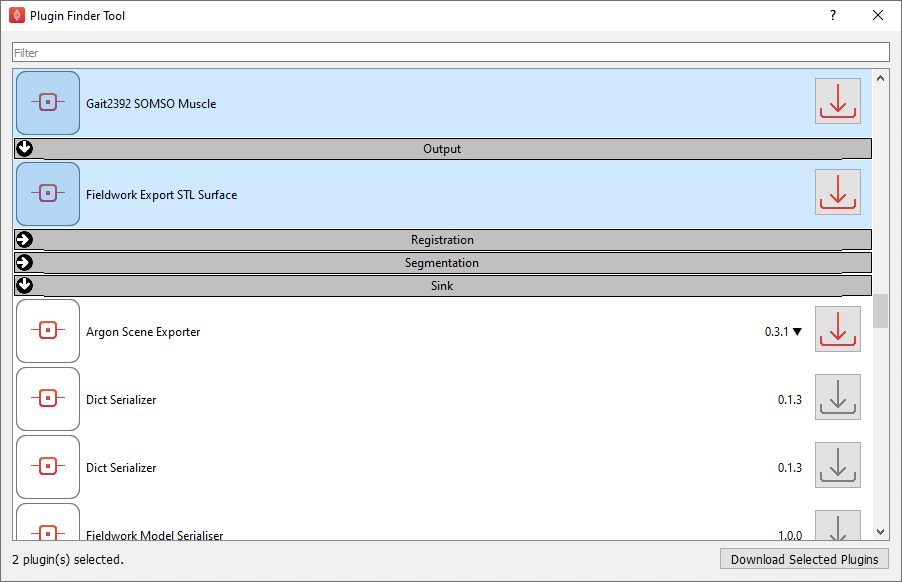 Plugin Finder Tool
?
Filter
Gait2392 SOMSO Muscle
Output
Fieldwork Export STL Surface
Registration
Segmentation
Sink
Argon Scene Exporter 0.3.1
Dict Serializer 0.1.3
Dict Serializer 0.1.3
Fieldwork Model Serialiser 1.0.0
2 plugin(s) selected. Download Selected Plugins